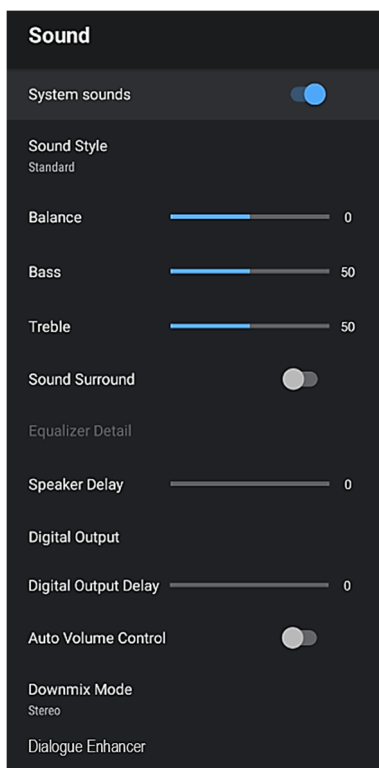 Sound
System sounds
Sound Style
Standard
Balance 0
Bass 50
Treble 50
Sound Surround
Equalizer Detail
Speaker Delay 0
Digital Output
Digital Output Delay 0
Auto Volume Control
Downmix Mode
Stereo
Dialogue Enhancer